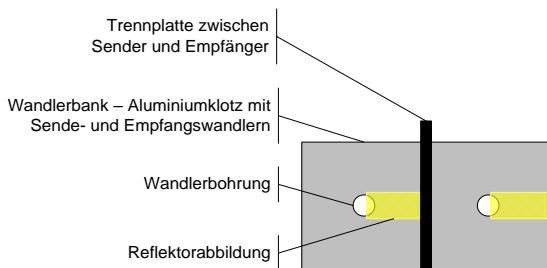 Trennplatte zwischen
Sender und Empfänger
Wandlerbank – Aluminiumklotz mit
Sende- und Empfangswandlern
Wandlerbohrung
Reflektorabbildung